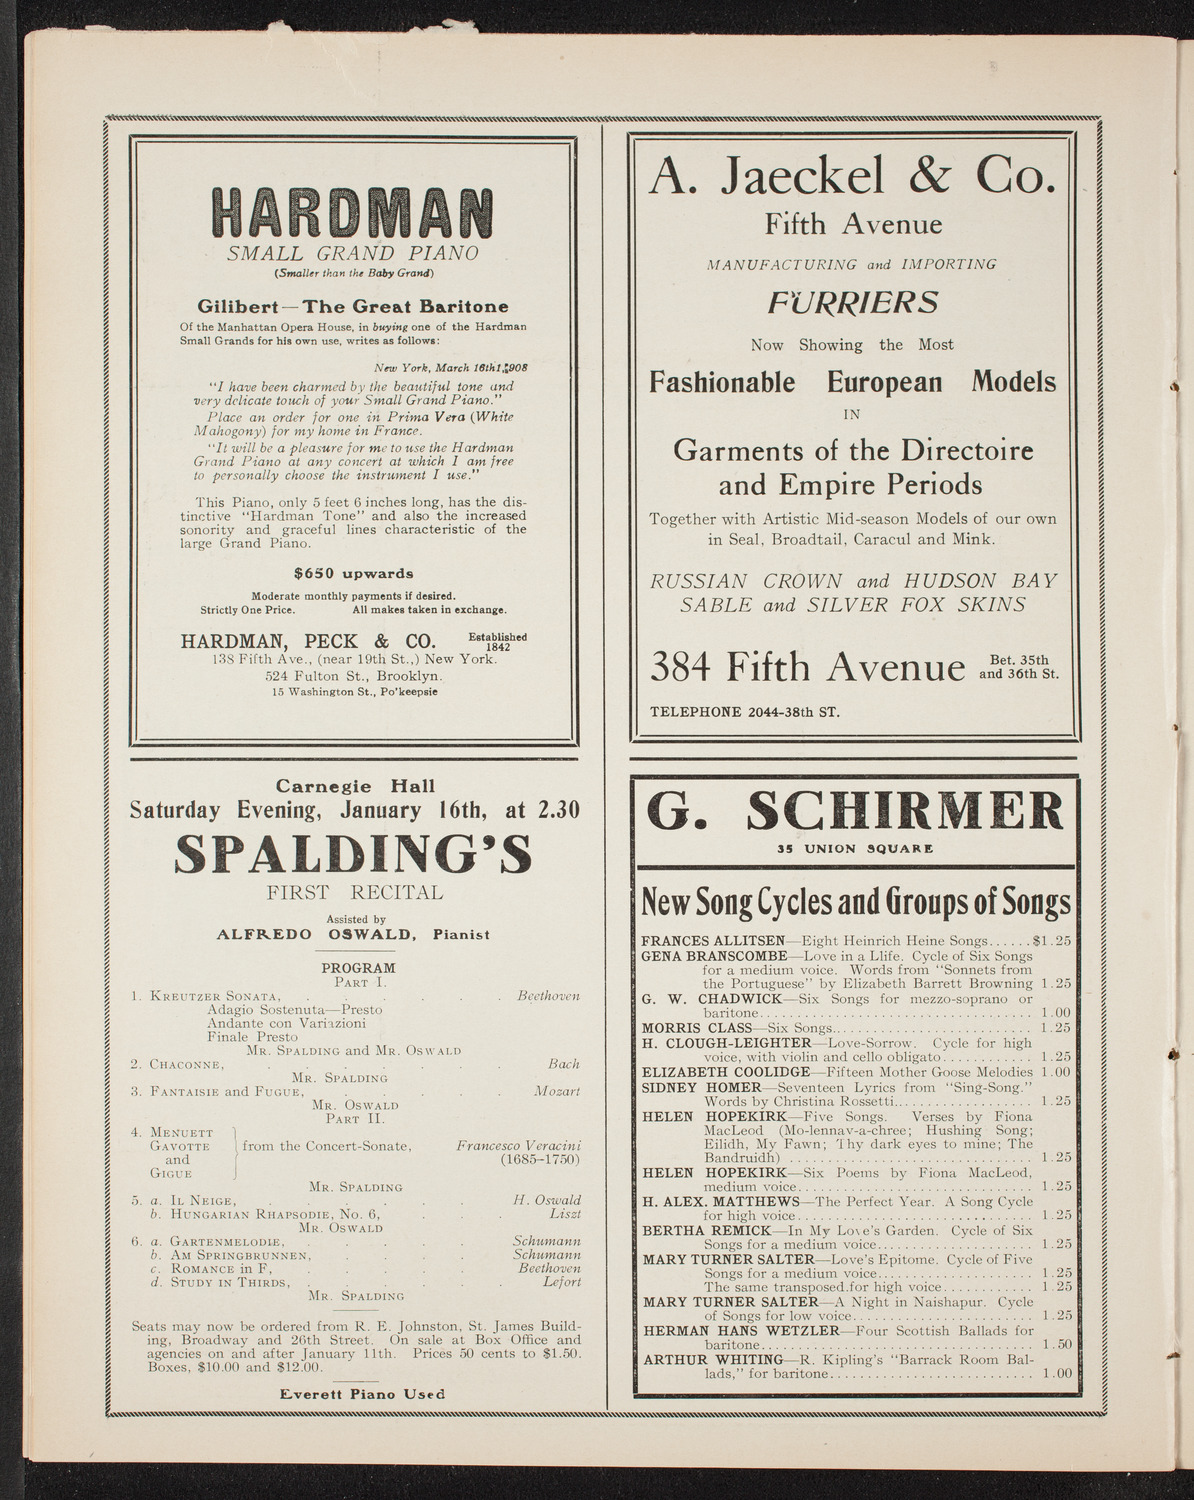 HARDMAN
SMALL GRAND PIANO
(Smaller than the Baby Grand)
Gilibert—The Great Baritone
Of the Manhattan Opera House, in buying one of the Hardman
Small Grands for his own use, writes as follows:
New York, March 16th 1908
"I have been charmed by the beautiful tone and
very delicate touch of your Small Grand Piano."
Place an order for one in Prima Vera (White
Mahogony) for my home in France.
"It will be a pleasure for me to use the Hardman
Grand Piano at any concert at which I am free
to personally choose the instrument I use."
This Piano, only 5 feet 6 inches long, has the dis-
tinctive "Hardman Tone" and also the increased
sonority and graceful lines characteristic of the
large Grand Piano.
$650 upwards
Moderate monthly payments if desired.
Strictly One Price. All makes taken in exchange.
HARDMAN, PECK & CO. Established 1842
138 Fifth Ave., (near 19th St.,) New York.
524 Fulton St., Brooklyn.
15 Washington St., Po'keepsie
Carnegie Hall
Saturday Evening, January 16th, at 2.30
SPALDING'S
FIRST RECITAL
Assisted by
ALFREDO OSWALD, Pianist
PROGRAM
PART I.
1. KREUTZER SONATA, . . . . . Beethoven
Adagio Sostenuta—Presto
Andante con Variazioni
Finale Presto
MR. SPALDING and MR. OSWALD
2. CHACONNE, . . . . . . Bach
MR. SPALDING
3. FANTAISIE and FUGUE, . . . . . Mozart
MR. OSWALD
PART II.
4. MENUETT
GAVOTTE from the Concert-Sonate, Francesco Veracini
and (1685–1750)
GIGUE
MR. SPALDING
5. a. IL NEIGE, . . . . . . H. Oswald
b. HUNGARIAN RHAPSODIE, NO. 6, . . . Liszt
MR. OSWALD
6. a. GARTENMELODIE, . . . . . Schumann
b. AM SPRINGBRUNNEN, . . . . . Schumann
c. ROMANCE in F, . . . . . Beethoven
d. STUDY IN THIRDS, . . . . . Lefort
MR. SPALDING
Seats may now be ordered from R. E. Johnston, St. James Build-
ing, Broadway and 26th Street. On sale at Box Office and
agencies on and after January 11th. Prices 50 cents to $1.50.
Boxes, $10.00 and $12.00.
Everett Piano Used
A. Jaeckel & Co.
Fifth Avenue
MANUFACTURING and IMPORTING
FURRIERS
Now Showing the Most
Fashionable European Models
IN
Garments of the Directoire
and Empire Periods
Together with Artistic Mid-season Models of our own
in Seal, Broadtail, Caracul and Mink.
RUSSIAN CROWN and HUDSON BAY
SABLE and SILVER FOX SKINS
384 Fifth Avenue Bet. 35th and 36th St.
TELEPHONE 2044-38th ST.
G. SCHIRMER
35 UNION SQUARE
New Song Cycles and Groups of Songs
FRANCES ALLITSEN—Eight Heinrich Heine Songs......$1.25
GENA BRANSCOMBE—Love in a Llife. Cycle of Six Songs
for a medium voice. Words from "Sonnets from
the Portuguese" by Elizabeth Barrett Browning 1.25
G. W. CHADWICK—Six Songs for mezzo-soprano or
baritone.................................. 1.00
MORRIS CLASS—Six Songs......................... 1.25
H. CLOUGH-LEIGHTER—Love-Sorrow. Cycle for high
voice, with violin and cello obligato............ 1.25
ELIZABETH COOLIDGE—Fifteen Mother Goose Melodies 1.00
SIDNEY HOMER—Seventeen Lyrics from "Sing-Song."
Words by Christina Rossetti.................. 1.25
HELEN HOPEKIRK—Five Songs. Verses by Fiona
MacLeod (Mo-lennav-a-chree; Hushing Song;
Eilidh, My Fawn; Thy dark eyes to mine; The
Bandruidh) ............................... 1.25
HELEN HOPEKIRK—Six Poems by Fiona MacLeod,
medium voice.............................. 1.25
H. ALEX. MATTHEWS—The Perfect Year. A Song Cycle
for high voice.............................. 1.25
BERTHA REMICK—In My Love's Garden. Cycle of Six
Songs for a medium voice..................... 1.25
MARY TURNER SALTER—Love's Epitome. Cycle of Five
Songs for a medium voice..................... 1.25
The same transposed.for high voice............ 1.25
MARY TURNER SALTER—A Night in Naishapur. Cycle
of Songs for low voice........................ 1.25
HERMAN HANS WETZLER—Four Scottish Ballads for
baritone................................... 1.50
ARTHUR WHITING—R. Kipling's "Barrack Room Bal-
lads," for baritone.......................... 1.00